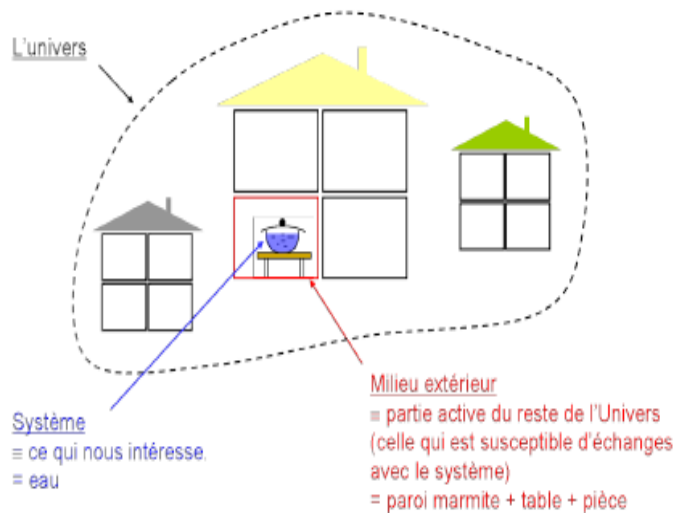 L'univers
Système
≡ ce qui nous intéresse.
= eau
Milieu extérieur
≡ partie active du reste de l'Univers
(celle qui est susceptible d'échanges
avec le système)
= paroi marmite + table + pièce